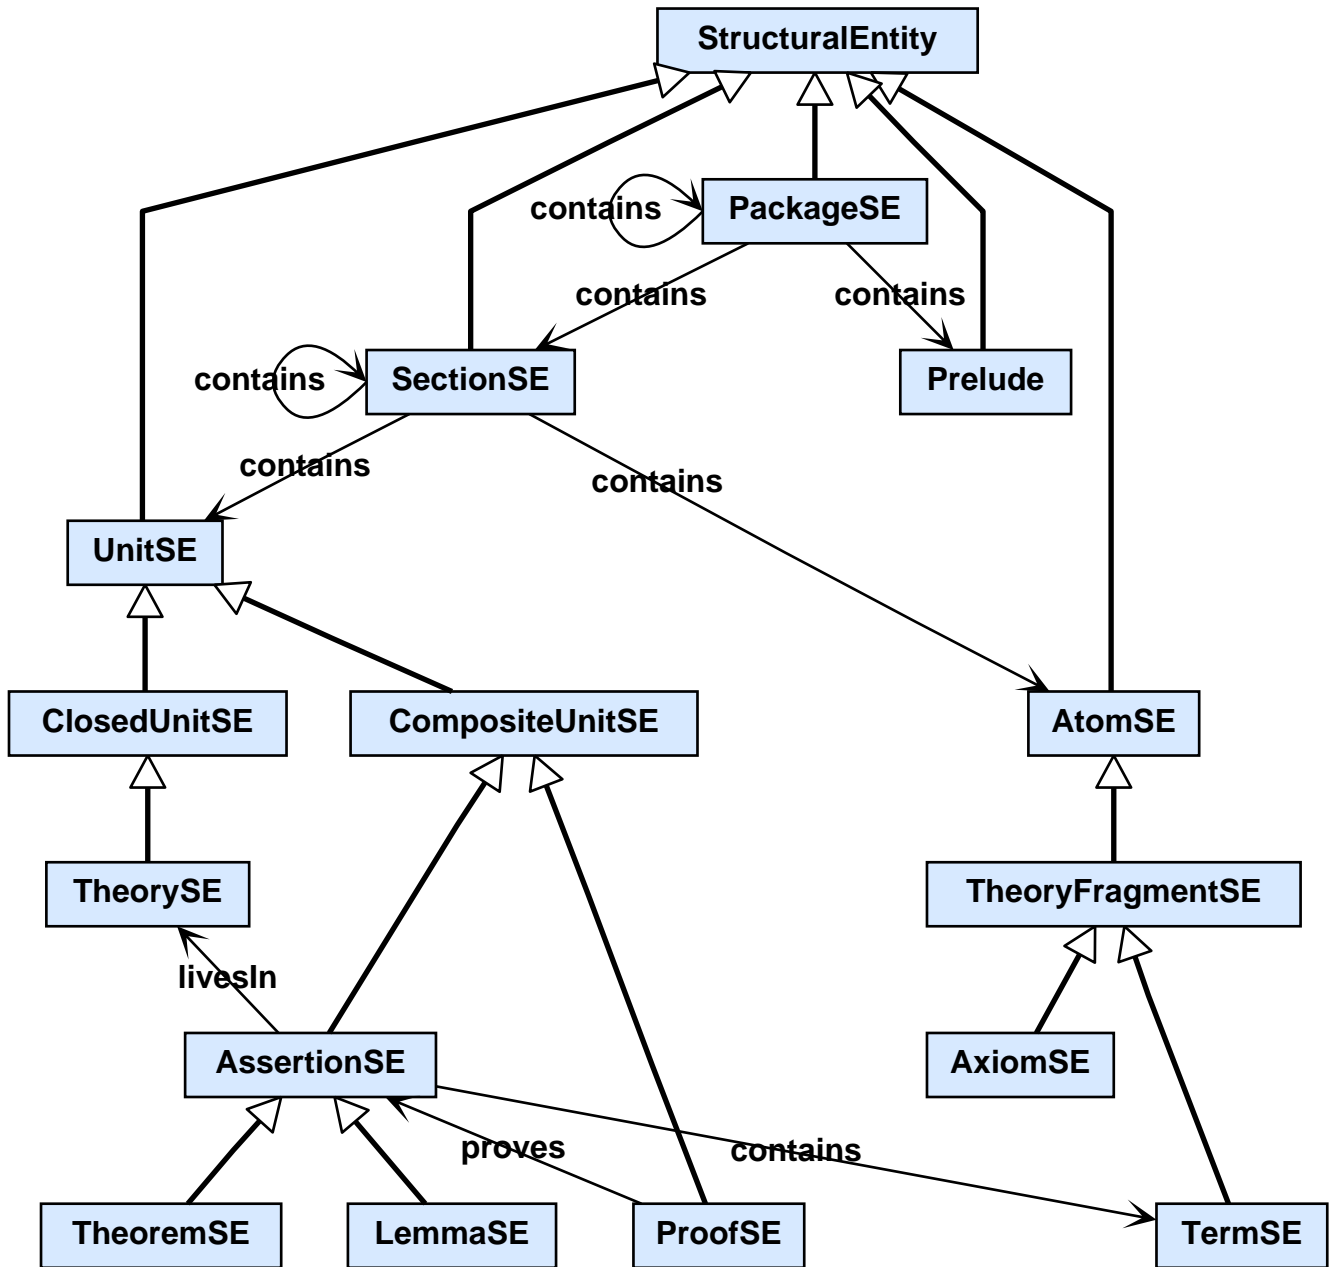 StructuralEntity
contains
PackageSE
contains
contains
contains
SectionSE
Prelude
contains
contains
UnitSE
ClosedUnitSE
CompositeUnitSE
AtomSE
TheorySE
TheoryFragmentSE
livesIn
AssertionSE
AxiomSE
proves
contains
TheoremSE
LemmaSE
ProofSE
TermSE